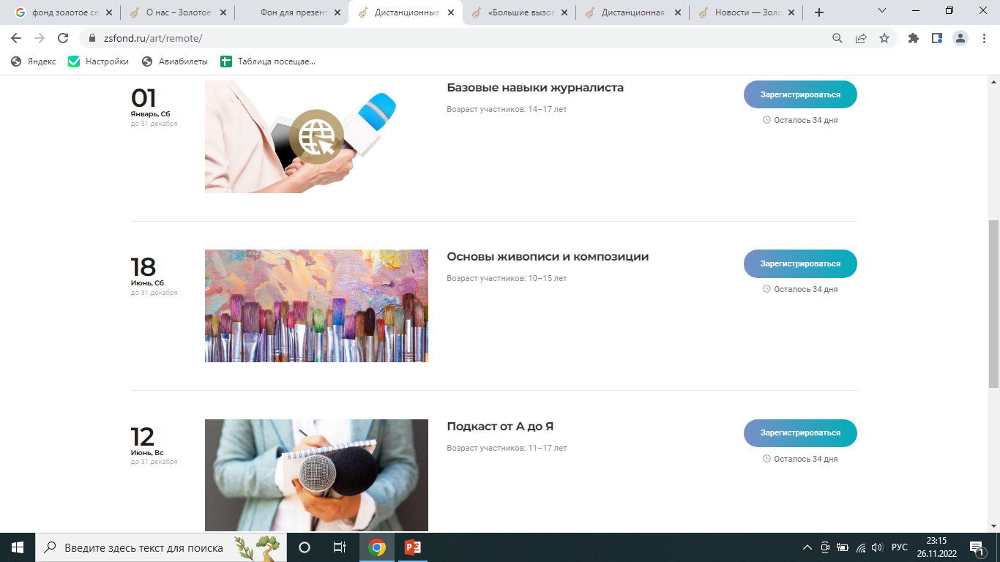 фонд золотое се
О нас – Золотое
Фон для презент
Дистанционные
«Большие вызов
Дистанционная
Новости — Золо
zsfond.ru/art/remote/
Яндекс
Настройки
Авиабилеты
Таблица посещае...
01
Январь, Сб
до 31 декабря
Базовые навыки журналиста
Возраст участников: 14–17 лет
Зарегистрироваться
Осталось 34 дня
18
Июнь, Сб
до 31 декабря
Основы живописи и композиции
Возраст участников: 10–15 лет
Зарегистрироваться
Осталось 34 дня
12
Июнь, Вс
до 31 декабря
Подкаст от А до Я
Возраст участников: 11–17 лет
Зарегистрироваться
Осталось 34 дня
Введите здесь текст для поиска
РУС
23:15
26.11.2022
1